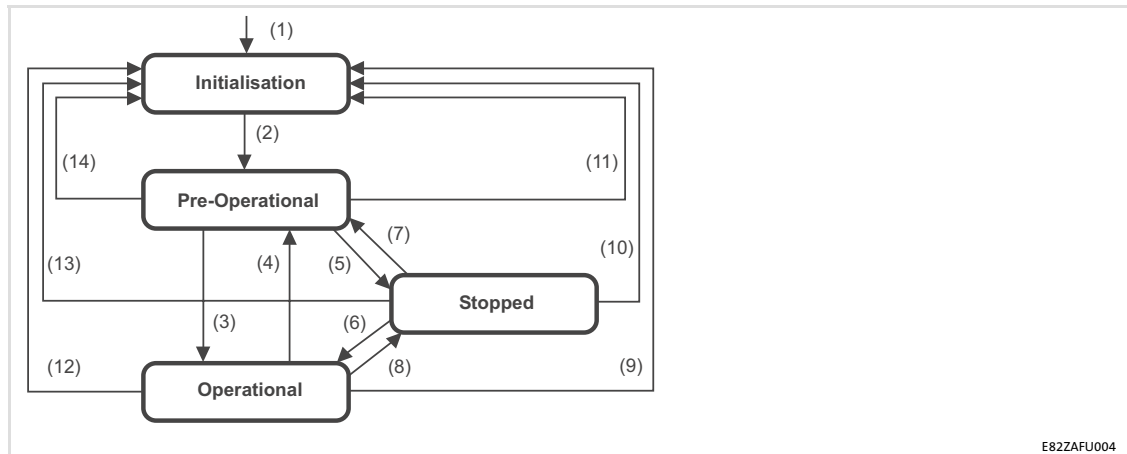 (1)
Initialisation
(2)
(14)
(11)
Pre-Operational
(7)
(10)
(13)
(4)
(5)
Stopped
(3)
(6)
(12)
(8)
(9)
Operational
E82ZAFU004